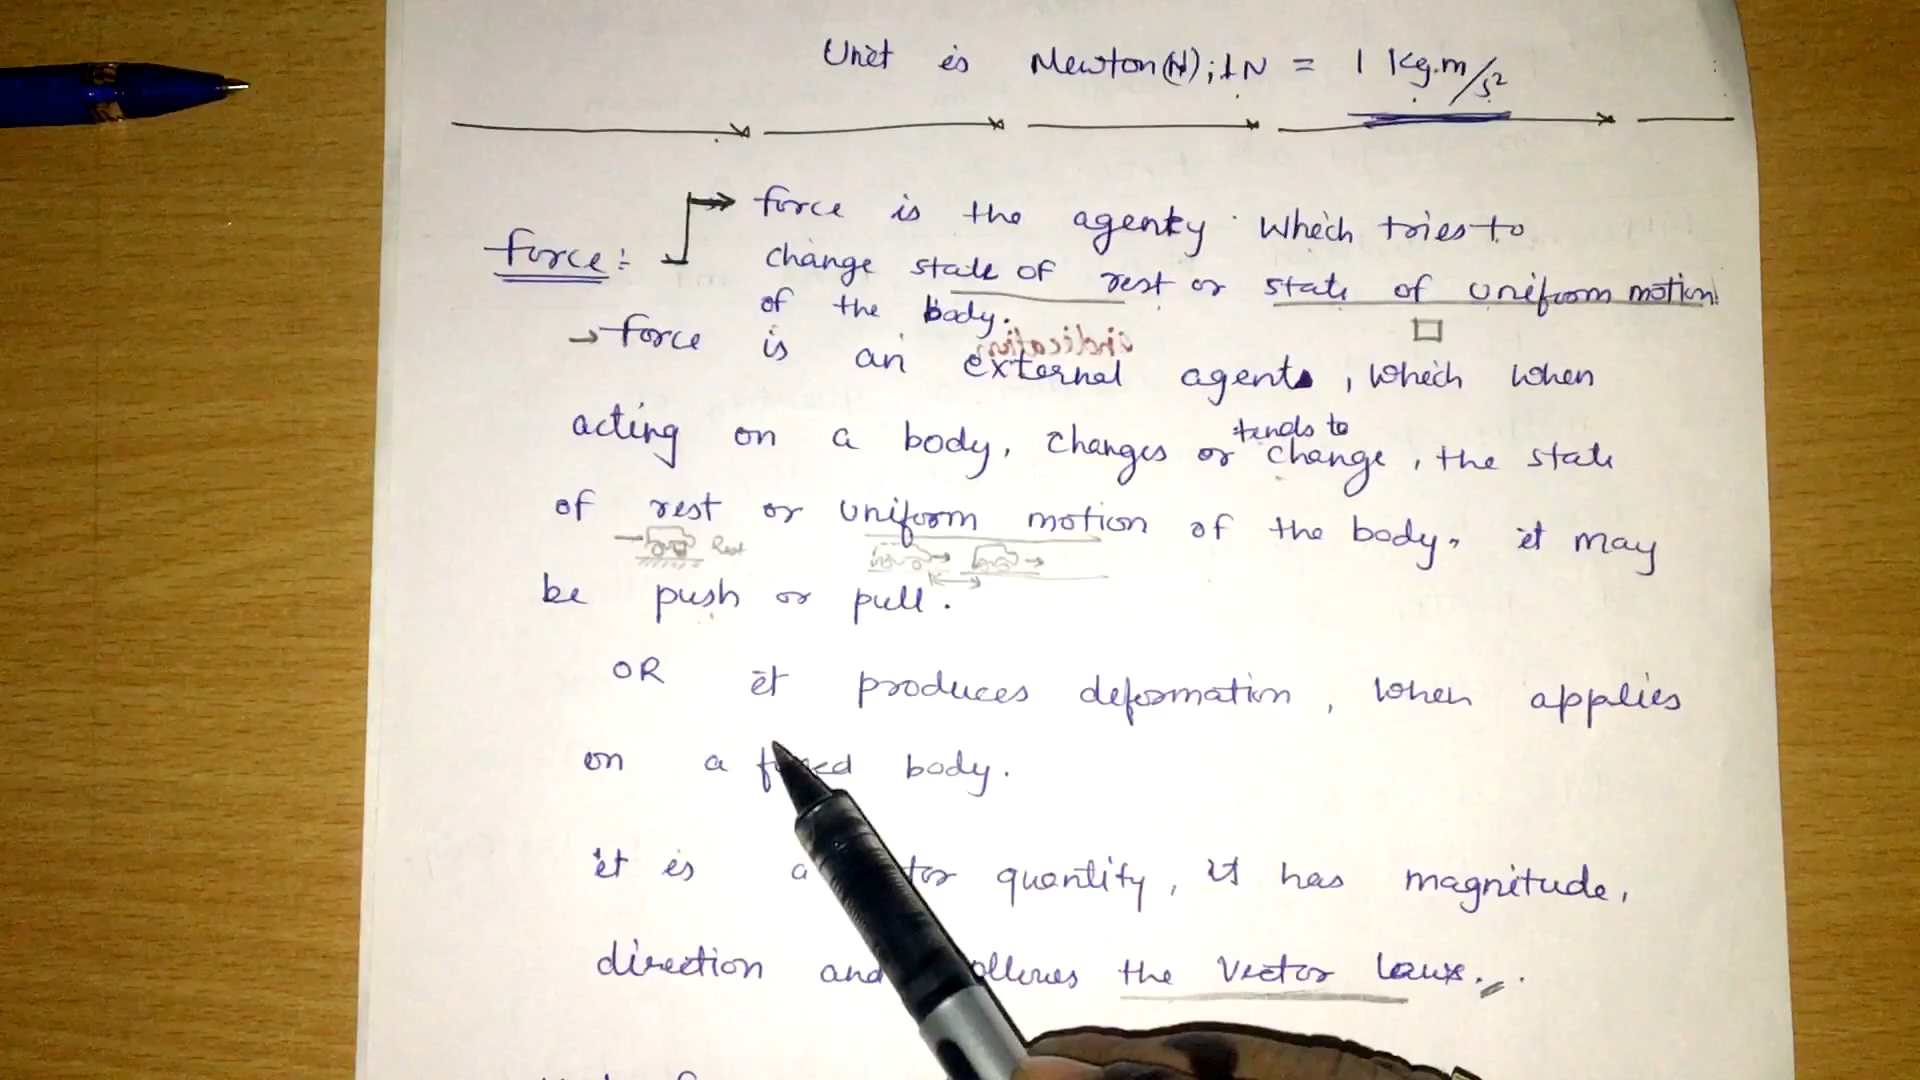 Unit is Newton(N); 1N = 1 Kg.m/s²
force is the agenty which tries to
force:- change state of rest or state of uniform motion
of the body.
→ force is an external agent, which when
acting on a body, changes or tends to change, the state
of rest or uniform motion of the body, it may
Rest
be push or pull.
OR it produces deformation, when applies
on a body.
it is a quantity, it has magnitude,
direction and the vector laws.